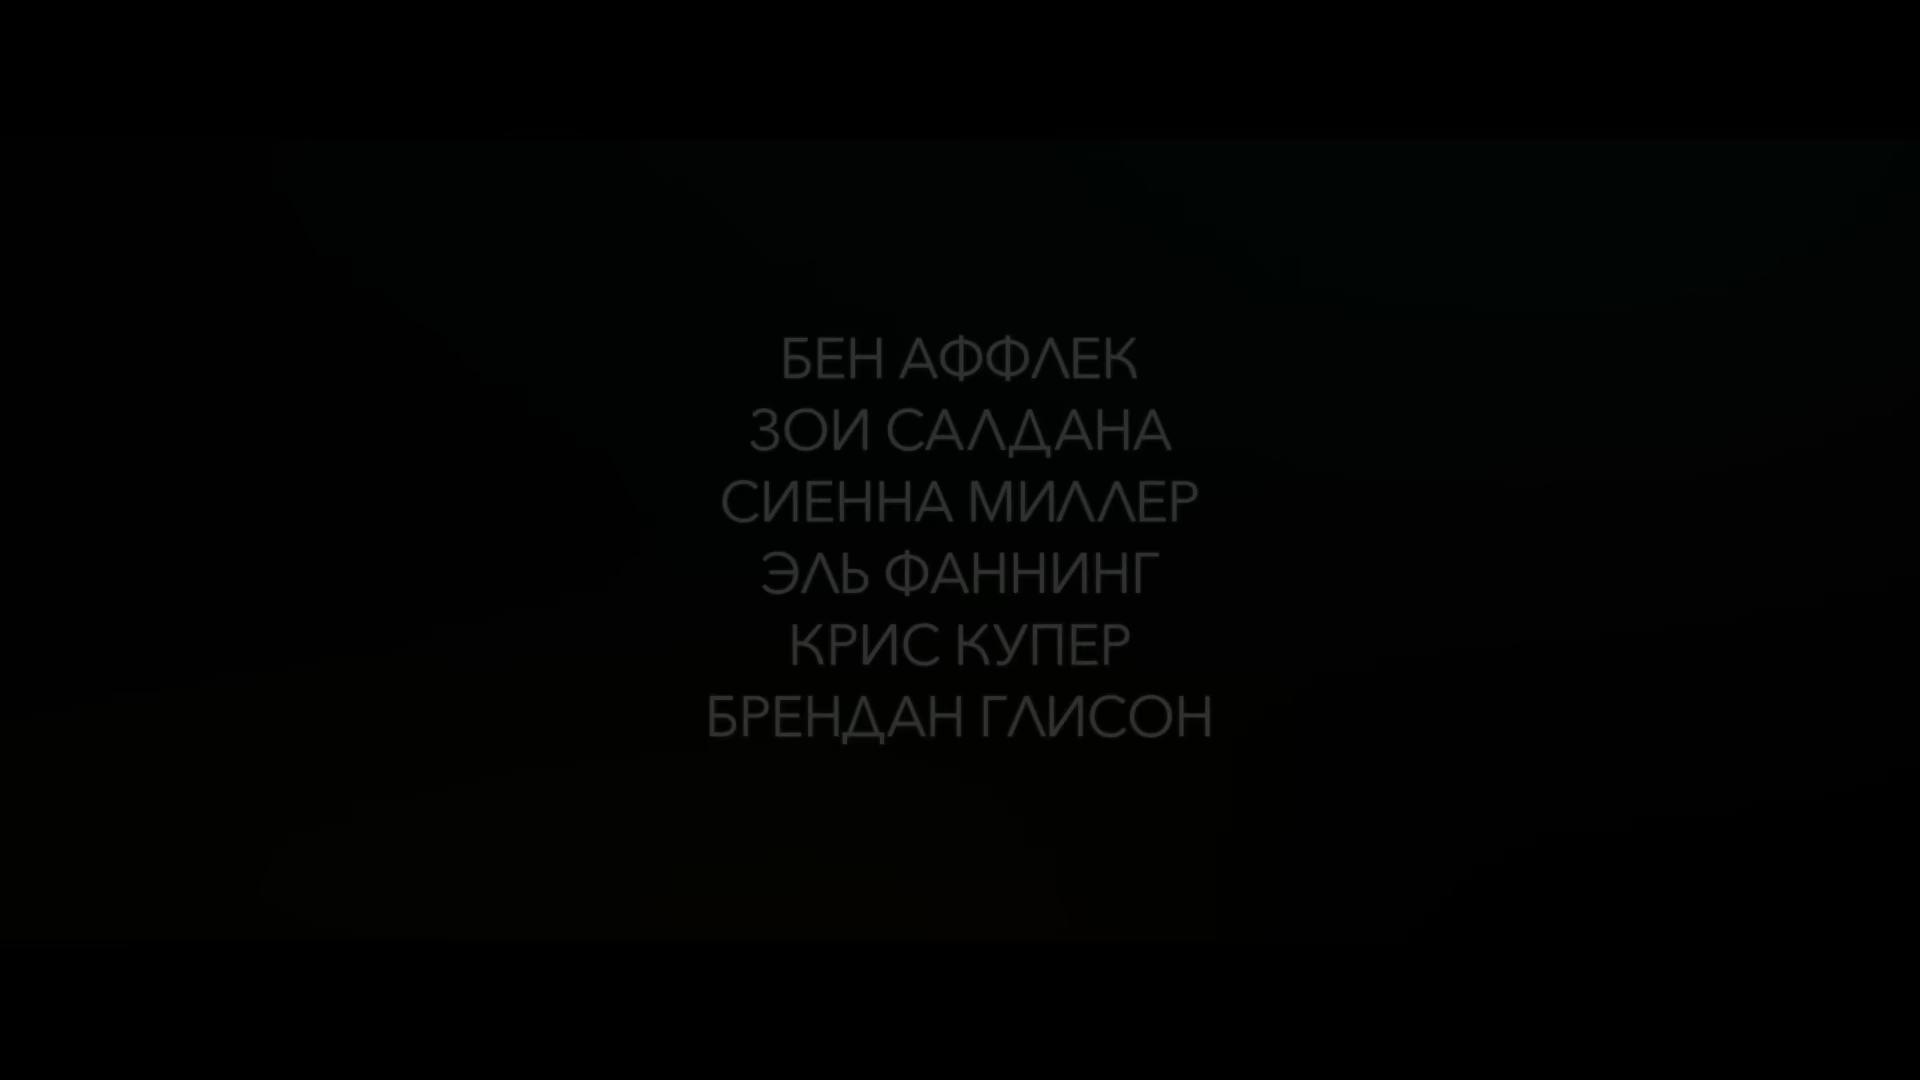 БЕН АФФЛЕК
ЗОИ САЛДАНА
СИЕННА МИЛЛЕР
ЭЛЬ ФАННИНГ
КРИС КУПЕР
БРЕНДАН ГЛИСОН